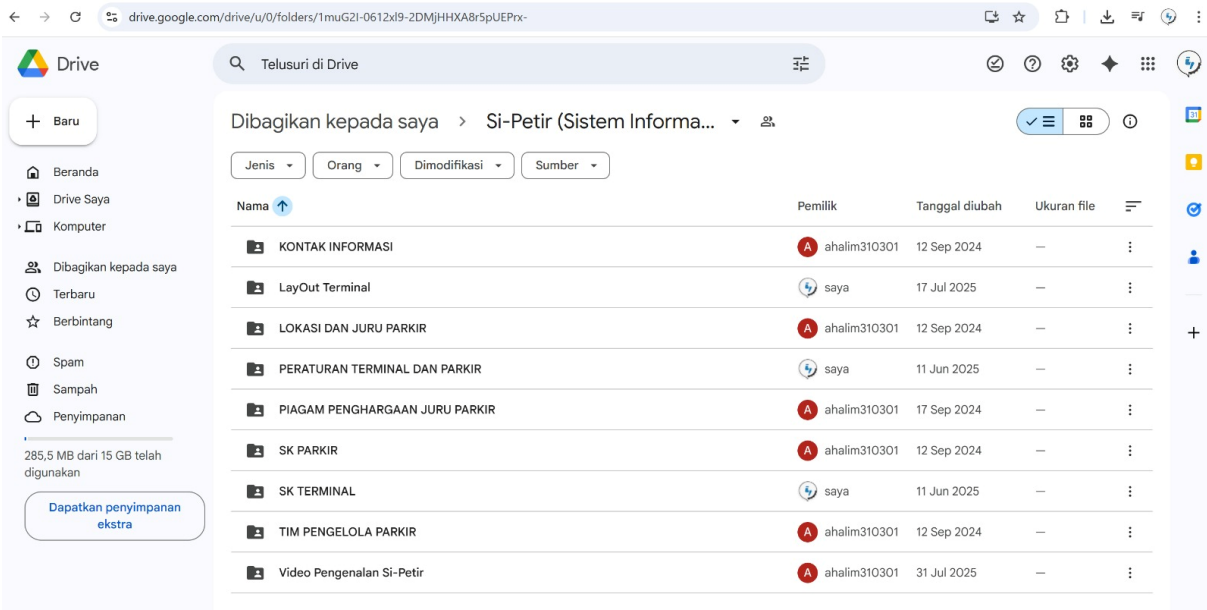 drive.google.com/drive/u/0/folders/1muG2I-0612xl9-2DMjHHXA8r5pUEPrx-
Drive
Telusuri di Drive
Baru
Beranda
Drive Saya
Komputer
Dibagikan kepada saya
Terbaru
Berbintang
Spam
Sampah
Penyimpanan
285,5 MB dari 15 GB telah
digunakan
Dapatkan penyimpanan
ekstra
Dibagikan kepada saya > Si-Petir (Sistem Informa...
Jenis Orang Dimodifikasi Sumber
Nama Pemilik Tanggal diubah Ukuran file
KONTAK INFORMASI A ahalim310301 12 Sep 2024 —
LayOut Terminal saya 17 Jul 2025 —
LOKASI DAN JURU PARKIR A ahalim310301 12 Sep 2024 —
PERATURAN TERMINAL DAN PARKIR saya 11 Jun 2025 —
PIAGAM PENGHARGAAN JURU PARKIR A ahalim310301 17 Sep 2024 —
SK PARKIR A ahalim310301 12 Sep 2024 —
SK TERMINAL saya 11 Jun 2025 —
TIM PENGELOLA PARKIR A ahalim310301 12 Sep 2024 —
Video Pengenalan Si-Petir A ahalim310301 31 Jul 2025 —
31